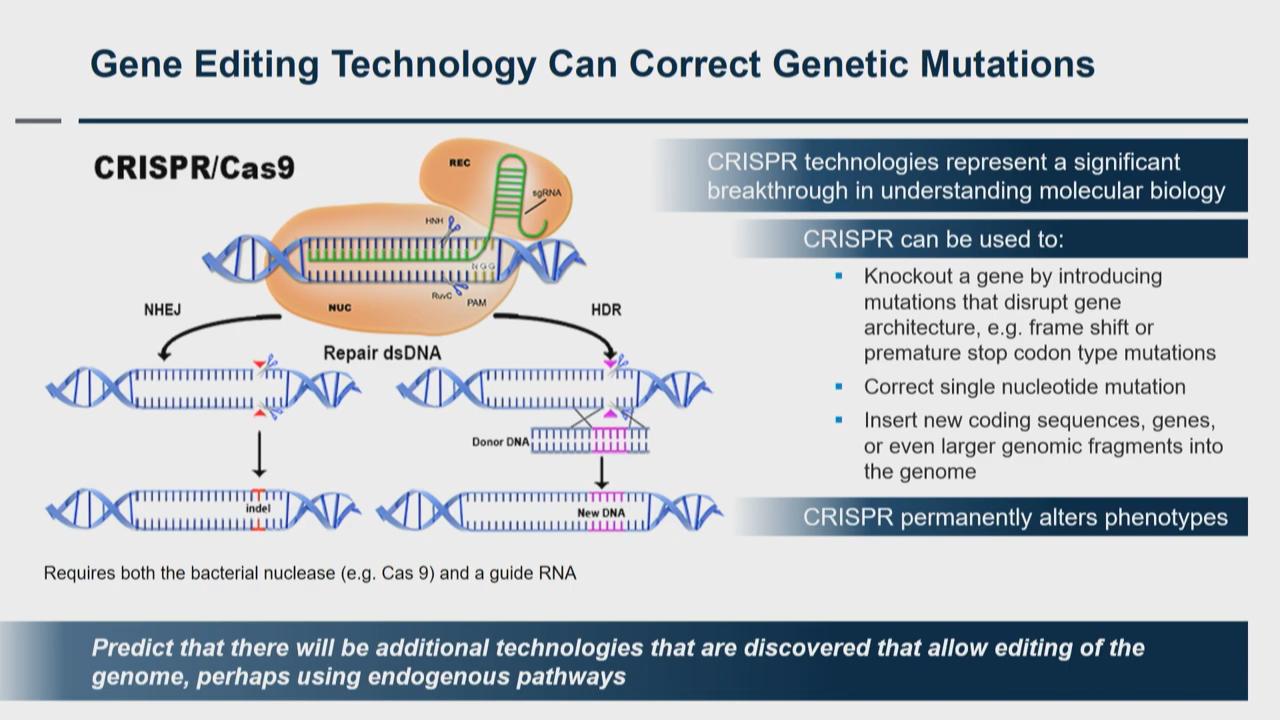 Gene Editing Technology Can Correct Genetic Mutations
CRISPR/Cas9
REC
sgRNA
HNH
NGG
RuvC
PAM
NUC
NHEJ
HDR
Repair dsDNA
Donor DNA
indel
New DNA
Requires both the bacterial nuclease (e.g. Cas 9) and a guide RNA
CRISPR technologies represent a significant
breakthrough in understanding molecular biology
CRISPR can be used to:
Knockout a gene by introducing
mutations that disrupt gene
architecture, e.g. frame shift or
premature stop codon type mutations
Correct single nucleotide mutation
Insert new coding sequences, genes,
or even larger genomic fragments into
the genome
CRISPR permanently alters phenotypes
Predict that there will be additional technologies that are discovered that allow editing of the
genome, perhaps using endogenous pathways